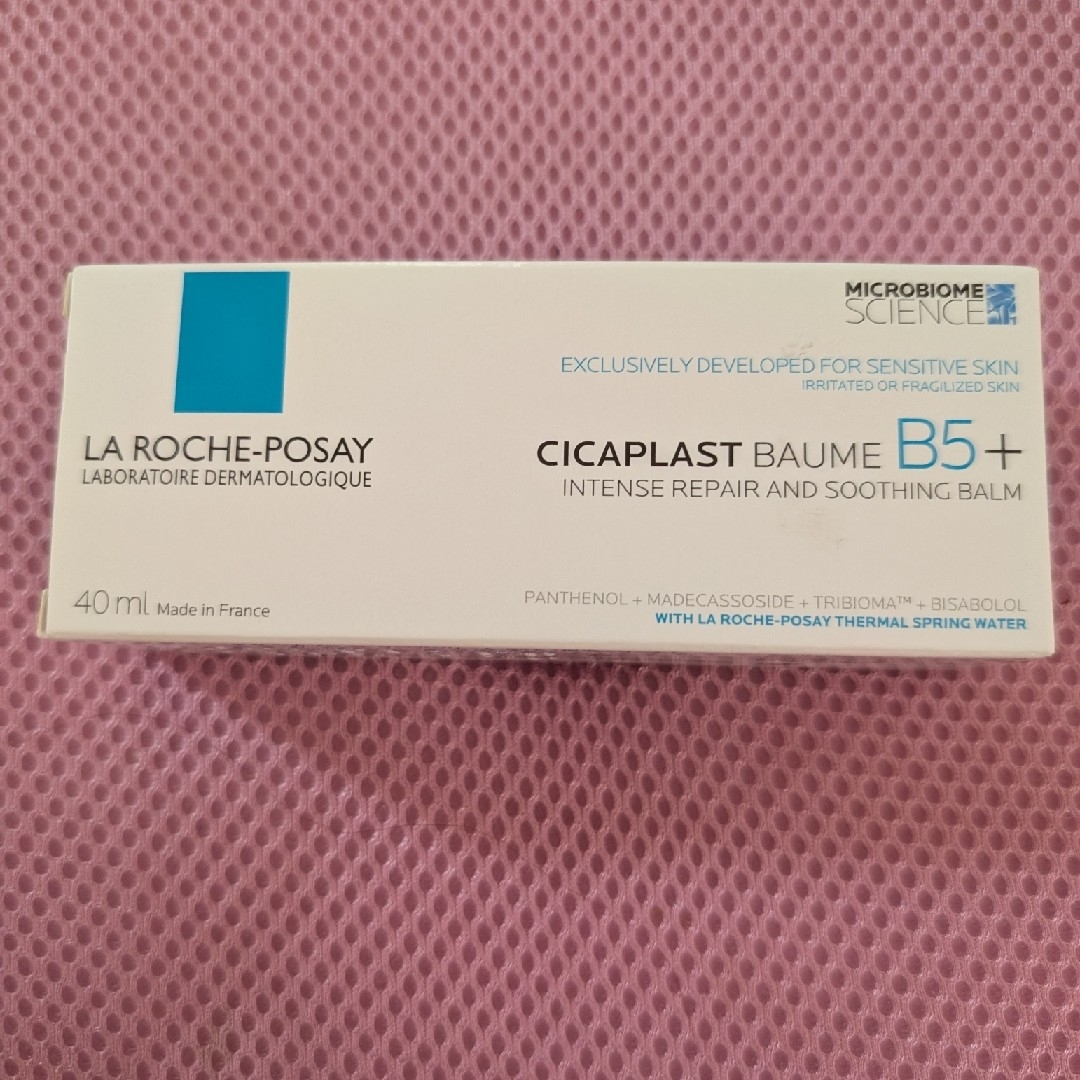 MICROBIOME
SCIENCE
EXCLUSIVELY DEVELOPED FOR SENSITIVE SKIN
IRRITATED OR FRAGILIZED SKIN
LA ROCHE-POSAY
LABORATOIRE DERMATOLOGIQUE
CICAPLAST BAUME B5+
INTENSE REPAIR AND SOOTHING BALM
40 ml Made in France
PANTHENOL + MADECASSOSIDE + TRIBIOMA™ + BISABOLOL
WITH LA ROCHE-POSAY THERMAL SPRING WATER